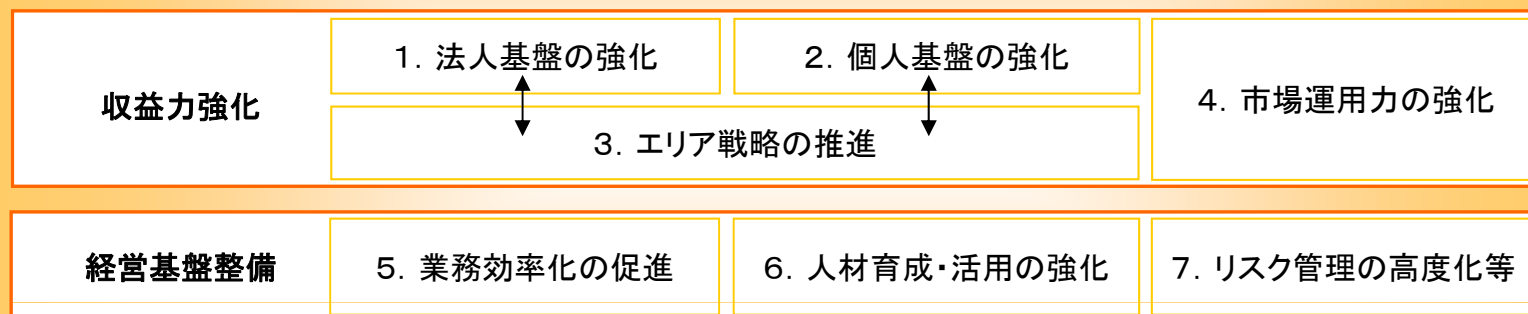 収益力強化
1．法人基盤の強化
2．個人基盤の強化
3．エリア戦略の推進
4．市場運用力の強化
経営基盤整備
5．業務効率化の促進
6．人材育成・活用の強化
7．リスク管理の高度化等